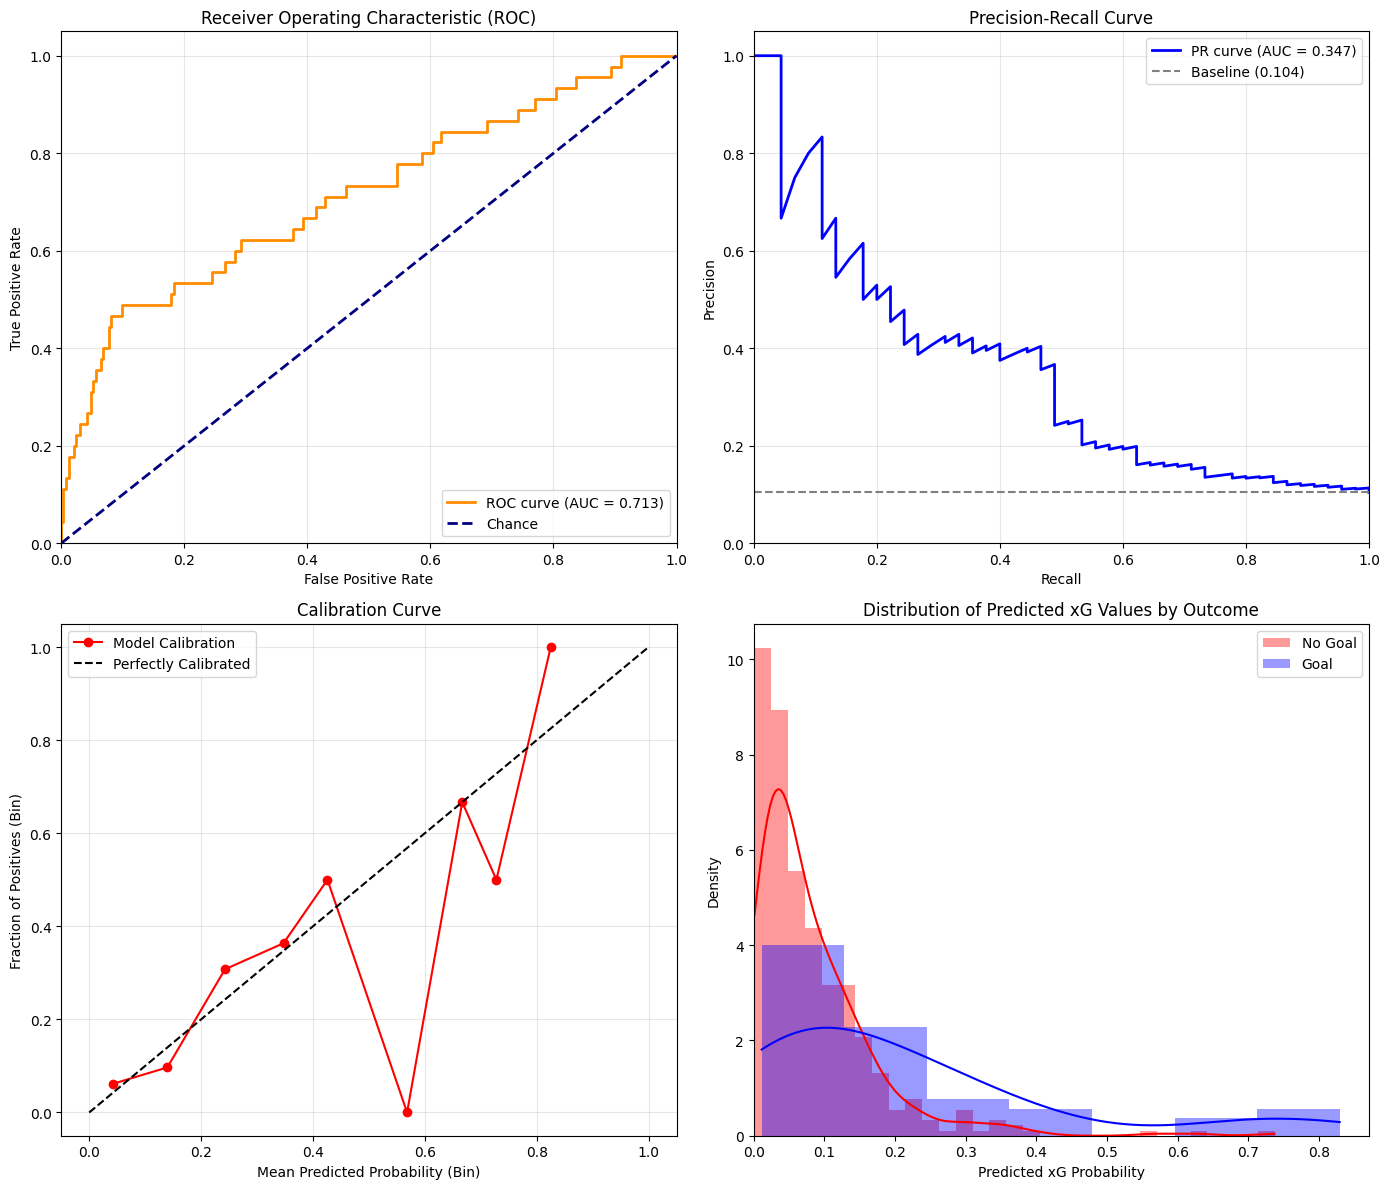 Receiver Operating Characteristic (ROC)
1.0
0.8
0.6
0.4
0.2
0.0
True Positive Rate
ROC curve (AUC = 0.713)
Chance
0.0 0.2 0.4 0.6 0.8 1.0
False Positive Rate
Precision-Recall Curve
PR curve (AUC = 0.347)
Baseline (0.104)
1.0
0.8
0.6
0.4
0.2
0.0
Precision
0.0 0.2 0.4 0.6 0.8 1.0
Recall
Calibration Curve
Model Calibration
Perfectly Calibrated
1.0
0.8
0.6
0.4
0.2
0.0
Fraction of Positives (Bin)
0.0 0.2 0.4 0.6 0.8 1.0
Mean Predicted Probability (Bin)
Distribution of Predicted xG Values by Outcome
No Goal
Goal
10
8
6
4
2
0
Density
0.0 0.1 0.2 0.3 0.4 0.5 0.6 0.7 0.8
Predicted xG Probability